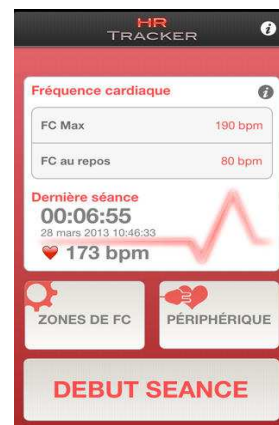 HR
TRACKER
Fréquence cardiaque
FC Max 190 bpm
FC au repos 80 bpm
Dernière séance
00:06:55
28 mars 2013 10:46:33
173 bpm
ZONES DE FC
PÉRIPHÉRIQUE
DEBUT SEANCE